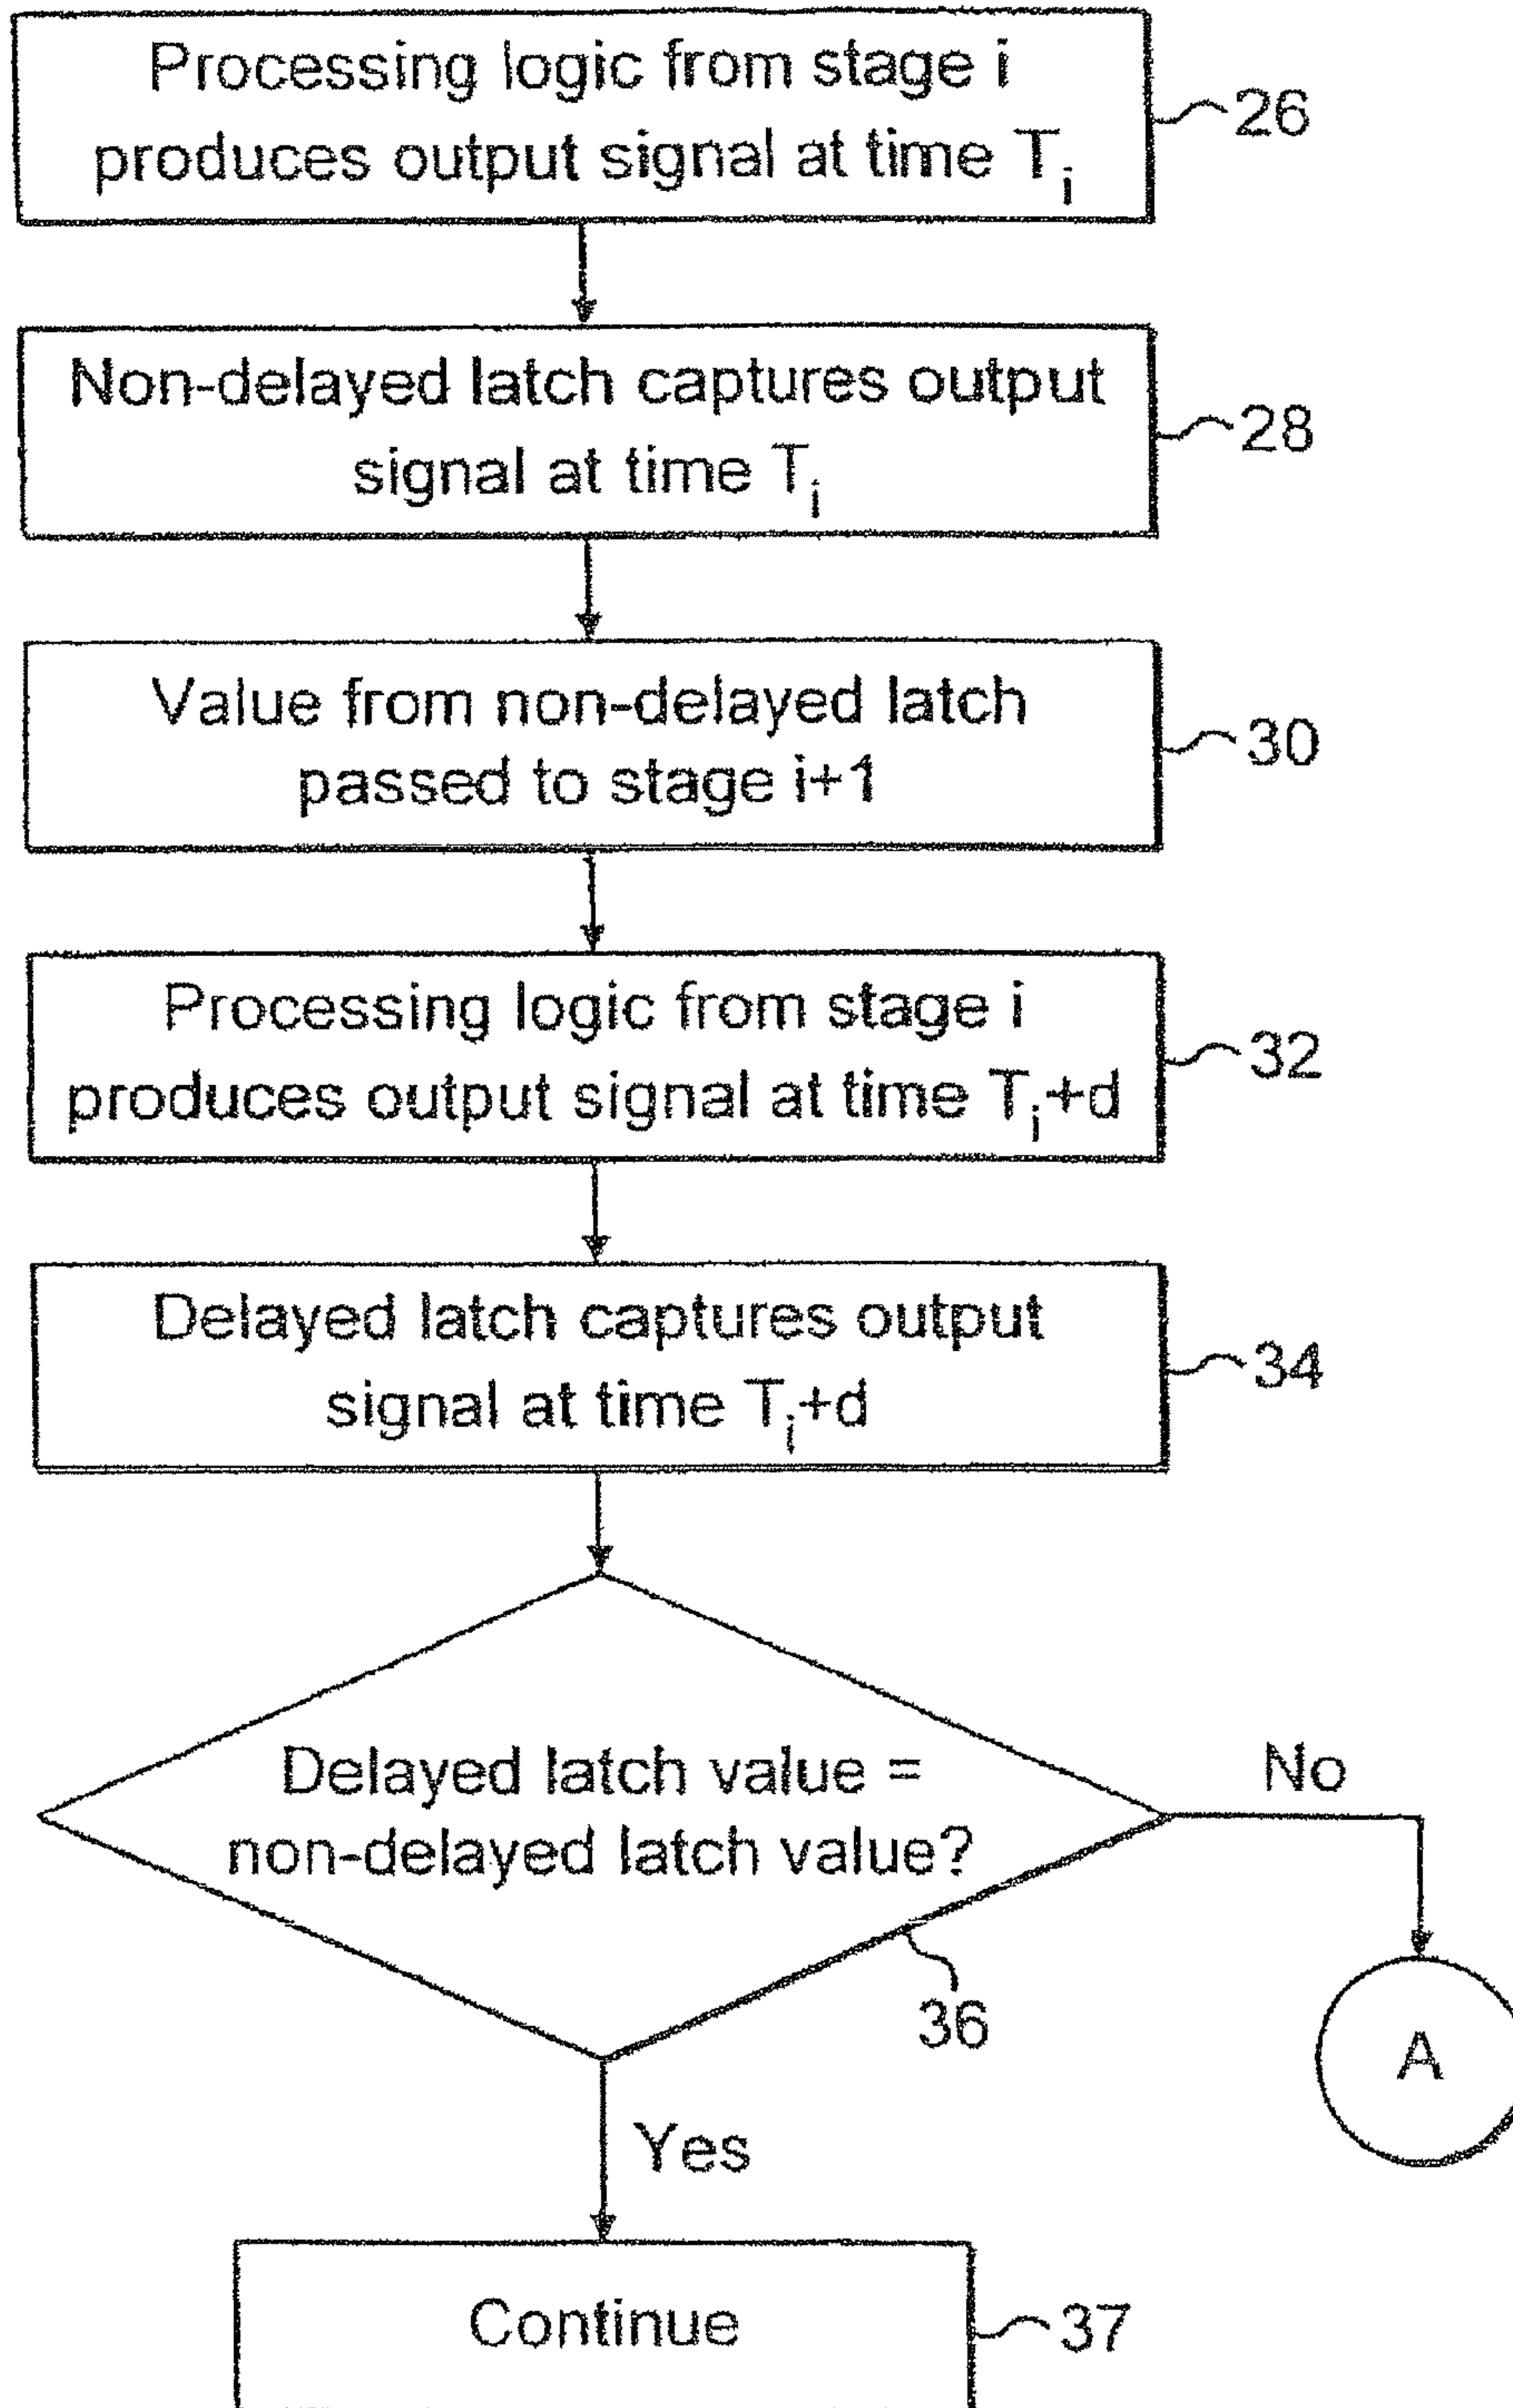 Processing logic from stage i
produces output signal at time Ti
26
Non-delayed latch captures output
signal at time Ti
28
Value from non-delayed latch
passed to stage i+1
30
Processing logic from stage i
produces output signal at time Ti+d
32
Delayed latch captures output
signal at time Ti+d
34
Delayed latch value =
non-delayed latch value?
No
36
A
Yes
Continue
37